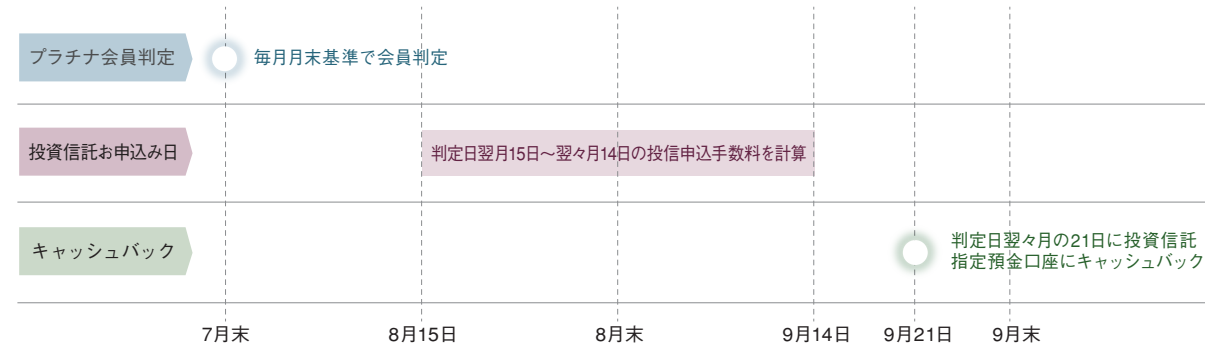 プラチナ会員判定
毎月月末基準で会員判定
投資信託お申込み日
判定日翌月15日～翌々月14日の投信申込手数料を計算
キャッシュバック
判定日翌々月の21日に投資信託
指定預金口座にキャッシュバック
7月末
8月15日
8月末
9月14日
9月21日
9月末